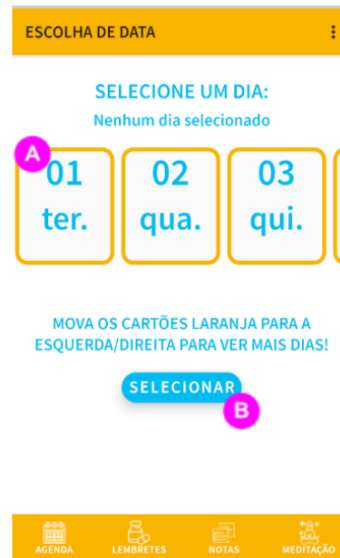 ESCOLHA DE DATA
SELECIONE UM DIA:
Nenhum dia selecionado
A
01 02 03
ter. qua. qui.
MOVA OS CARTÕES LARANJA PARA A
ESQUERDA/DIREITA PARA VER MAIS DIAS!
SELECIONAR
B
AGENDA LEMBRETES NOTAS MEDITAÇÃO